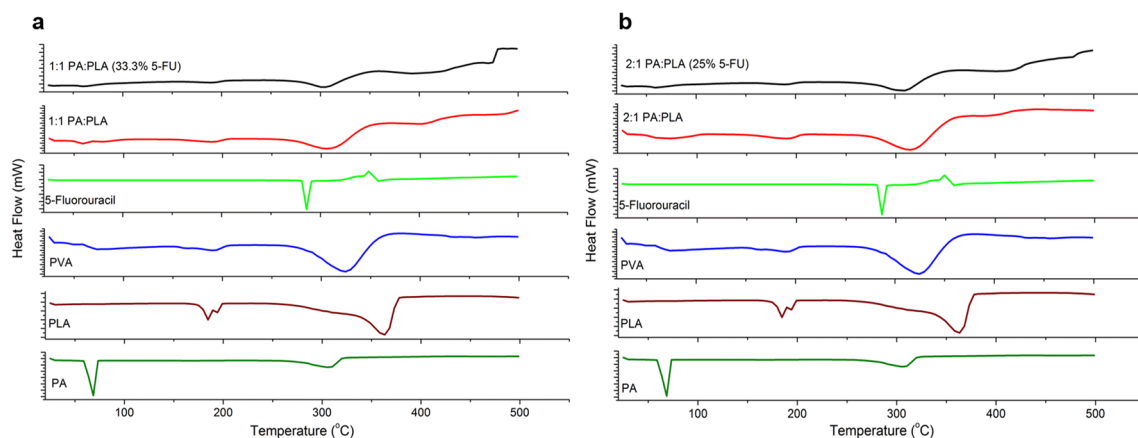 a
1:1 PA:PLA (33.3% 5-FU)
1:1 PA:PLA
5-Fluorouracil
PVA
PLA
PA
Heat Flow (mW)
100 200 300 400 500
Temperature (°C)
b
2:1 PA:PLA (25% 5-FU)
2:1 PA:PLA
5-Fluorouracil
PVA
PLA
PA
Heat Flow (mW)
100 200 300 400 500
Temperature (°C)